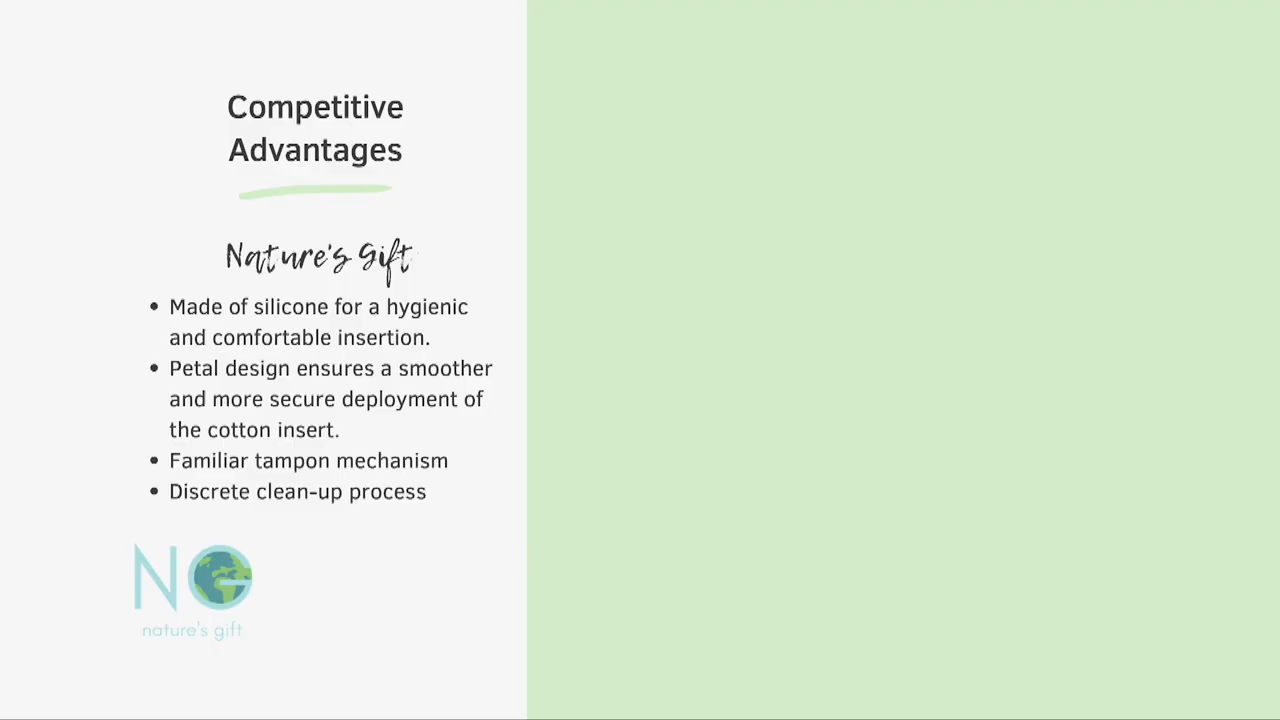 Competitive
Advantages
Nature's Gift
• Made of silicone for a hygienic
and comfortable insertion.
• Petal design ensures a smoother
and more secure deployment of
the cotton insert.
• Familiar tampon mechanism
• Discrete clean-up process
NG
nature's gift